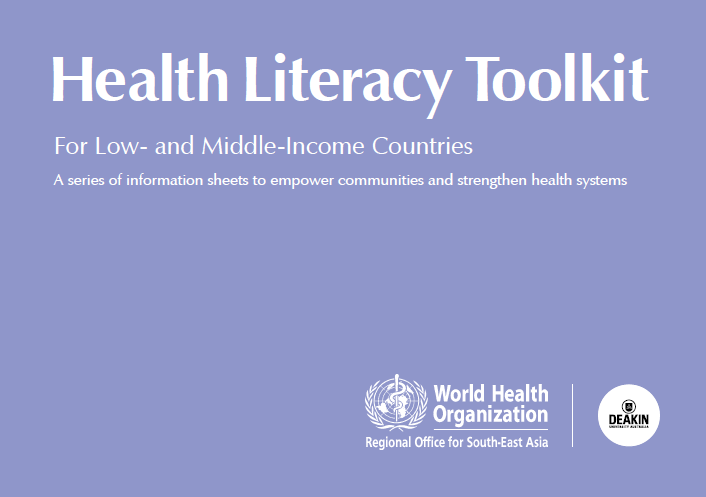 Health Literacy Toolkit
For Low- and Middle-Income Countries
A series of information sheets to empower communities and strengthen health systems
World Health
Organization
Regional Office for South-East Asia
DEAKIN
UNIVERSITY AUSTRALIA